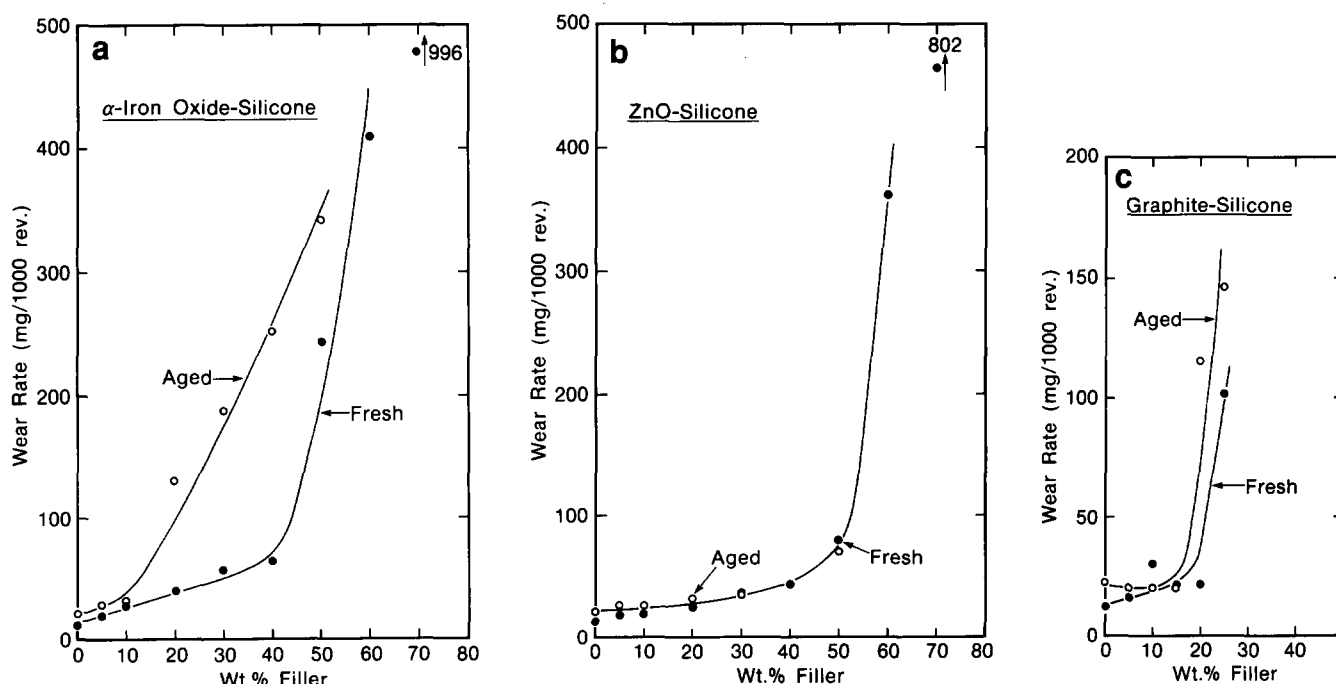 a
α-Iron Oxide-Silicone
996
Aged
Fresh
Wear Rate (mg/1000 rev.)
500
400
300
200
100
0
0 10 20 30 40 50 60 70 80
Wt.% Filler
b
ZnO-Silicone
802
Aged
Fresh
Wear Rate (mg/1000 rev.)
500
400
300
200
100
0
0 10 20 30 40 50 60 70 80
Wt.% Filler
c
Graphite-Silicone
Aged
Fresh
Wear Rate (mg/1000 rev.)
200
150
100
50
0
0 10 20 30 40
Wt.% Filler